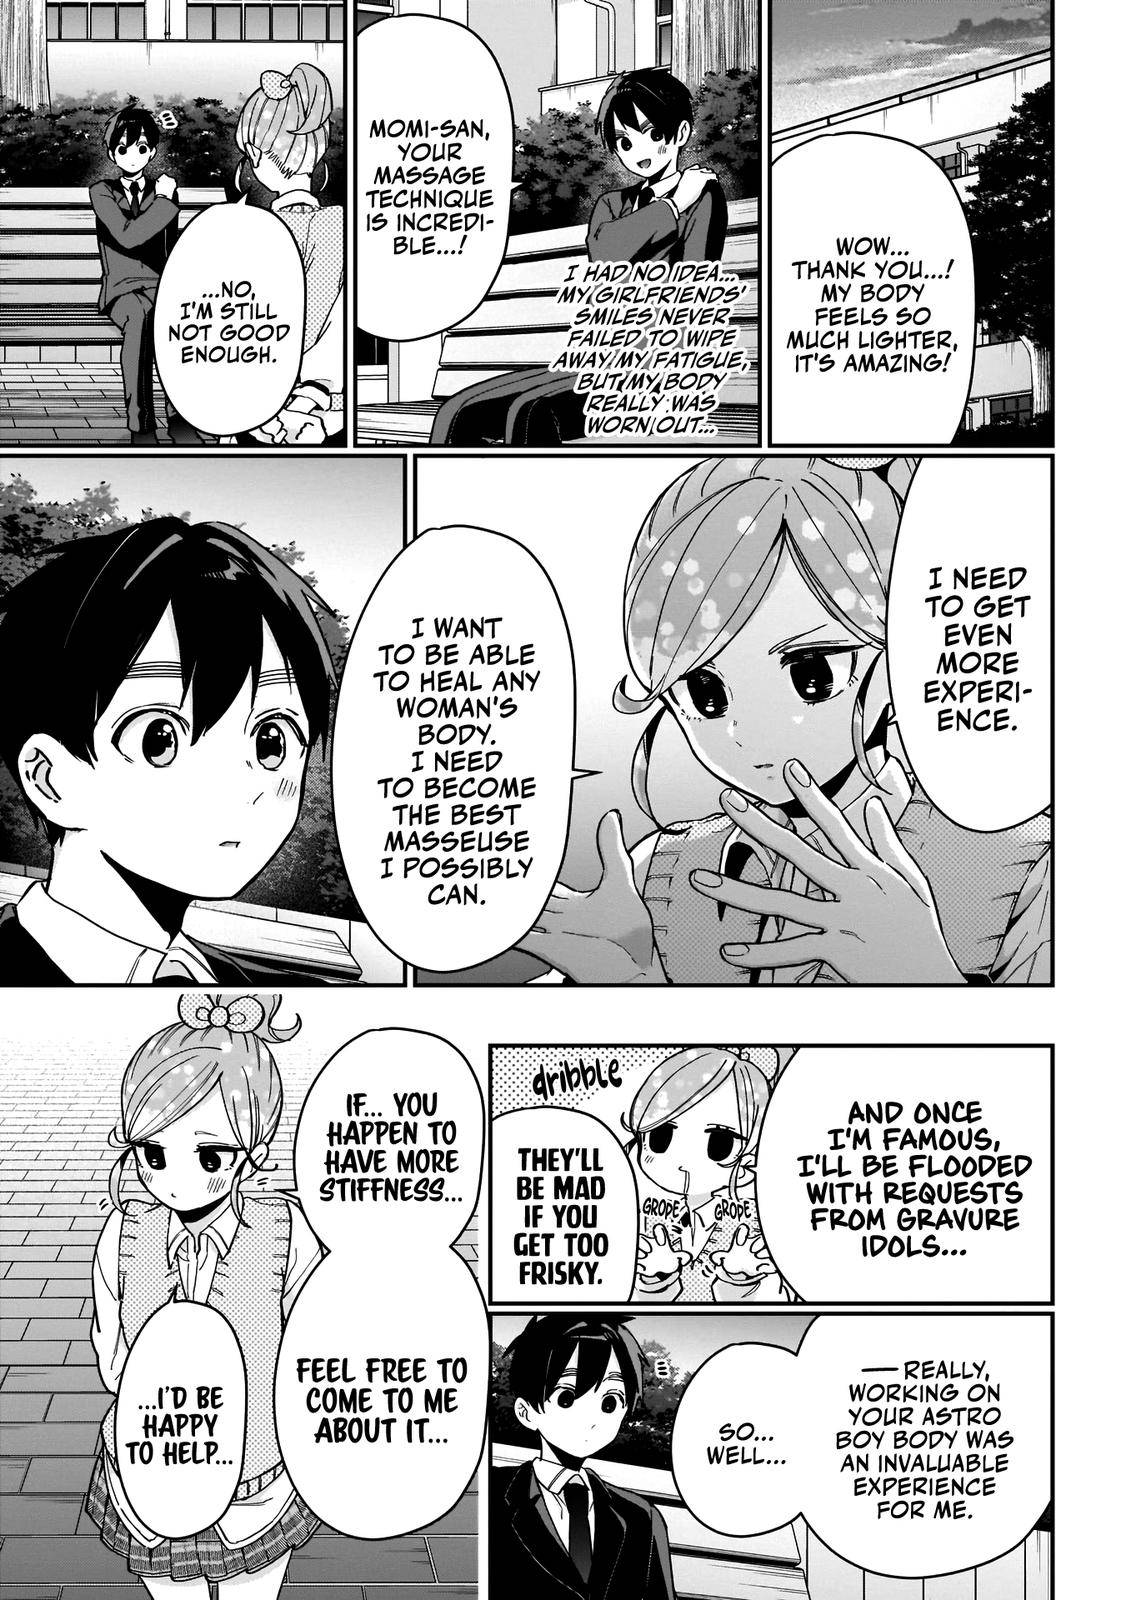 WOW...
THANK YOU...!
MY BODY
FEELS SO
MUCH LIGHTER,
IT'S AMAZING!
MOMI-SAN,
YOUR
MASSAGE
TECHNIQUE
IS INCREDI-
BLE...!
I HAD NO IDEA...
MY GIRLFRIENDS'
SMILES NEVER
FAILED TO WIPE
AWAY MY FATIGUE,
BUT MY BODY
REALLY WAS
WORN OUT...
...NO,
I'M STILL
NOT GOOD
ENOUGH.
I NEED
TO GET
EVEN
MORE
EXPERI-
ENCE.
I WANT
TO BE ABLE
TO HEAL ANY
WOMAN'S
BODY.
I NEED
TO BECOME
THE BEST
MASSEUSE
I POSSIBLY
CAN.
AND ONCE
I'M FAMOUS,
I'LL BE FLOODED
WITH REQUESTS
FROM GRAVURE
IDOLS...
dribble
GROPE
GROPE
THEY'LL
BE MAD
IF YOU
GET TOO
FRISKY.
—REALLY,
WORKING ON
YOUR ASTRO
BOY BODY WAS
AN INVALUABLE
EXPERIENCE
FOR ME.
SO...
WELL...
IF... YOU
HAPPEN TO
HAVE MORE
STIFFNESS...
FEEL FREE TO
COME TO ME
ABOUT IT...
...I'D BE
HAPPY
TO HELP...